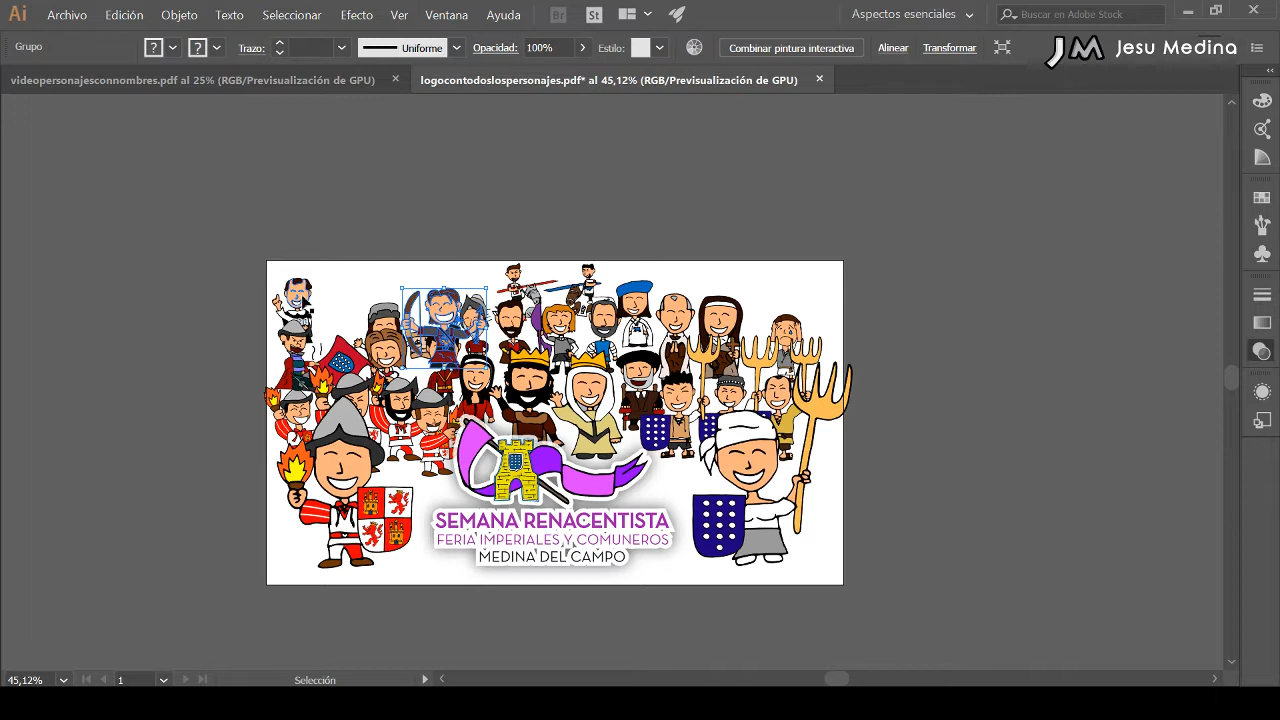 Ai Archivo Edición Objeto Texto Seleccionar Efecto Ver Ventana Ayuda Br St Aspectos esenciales Buscar en Adobe Stock
Grupo ? ? Trazo: Uniforme Opacidad: 100% Estilo: Combinar pintura interactiva Alinear Transformar JM Jesu Medina
videopersonajesconnombres.pdf al 25% (RGB/Previsualización de GPU) × logocontodoslospersonajes.pdf* al 45,12% (RGB/Previsualización de GPU) ×
SEMANA RENACENTISTA
FERIA IMPERIALES Y COMUNEROS
MEDINA DEL CAMPO
45,12% 1 Selección